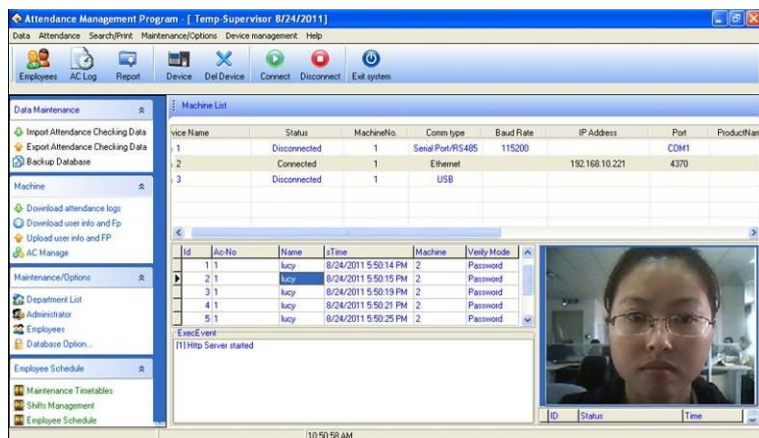 Attendance Management Program - [ Temp-Supervisor 8/24/2011]
Data Attendance Search/Print Maintenance/Options Device management Help
Employees AC Log Report Device Del Device Connect Disconnect Exit system
Data Maintenance
Import Attendance Checking Data
Export Attendance Checking Data
Backup Database
Machine
Download attendance logs
Download user info and Fp
Upload user info and FP
AC Manage
Maintenance/Options
Department List
Administrator
Employees
Database Option...
Employee Schedule
Maintenance Timetables
Shifts Management
Employee Schedule
Machine List
vice Name Status MachineNo. Comm type Baud Rate IP Address Port ProductNam
1 Disconnected 1 Serial Port/RS485 115200 COM1
2 Connected 1 Ethernet 192.168.10.221 4370
3 Disconnected 1 USB
Id Ac-No Name sTime Machine Verify Mode
1 1 lucy 8/24/2011 5:50:14 PM 2 Password
2 1 lucy 8/24/2011 5:50:15 PM 2 Password
3 1 lucy 8/24/2011 5:50:19 PM 2 Password
4 1 lucy 8/24/2011 5:50:21 PM 2 Password
5 1 lucy 8/24/2011 5:50:25 PM 2 Password
ExecEvent
[1] Http Server started
ID Status Time
10:50:58 AM